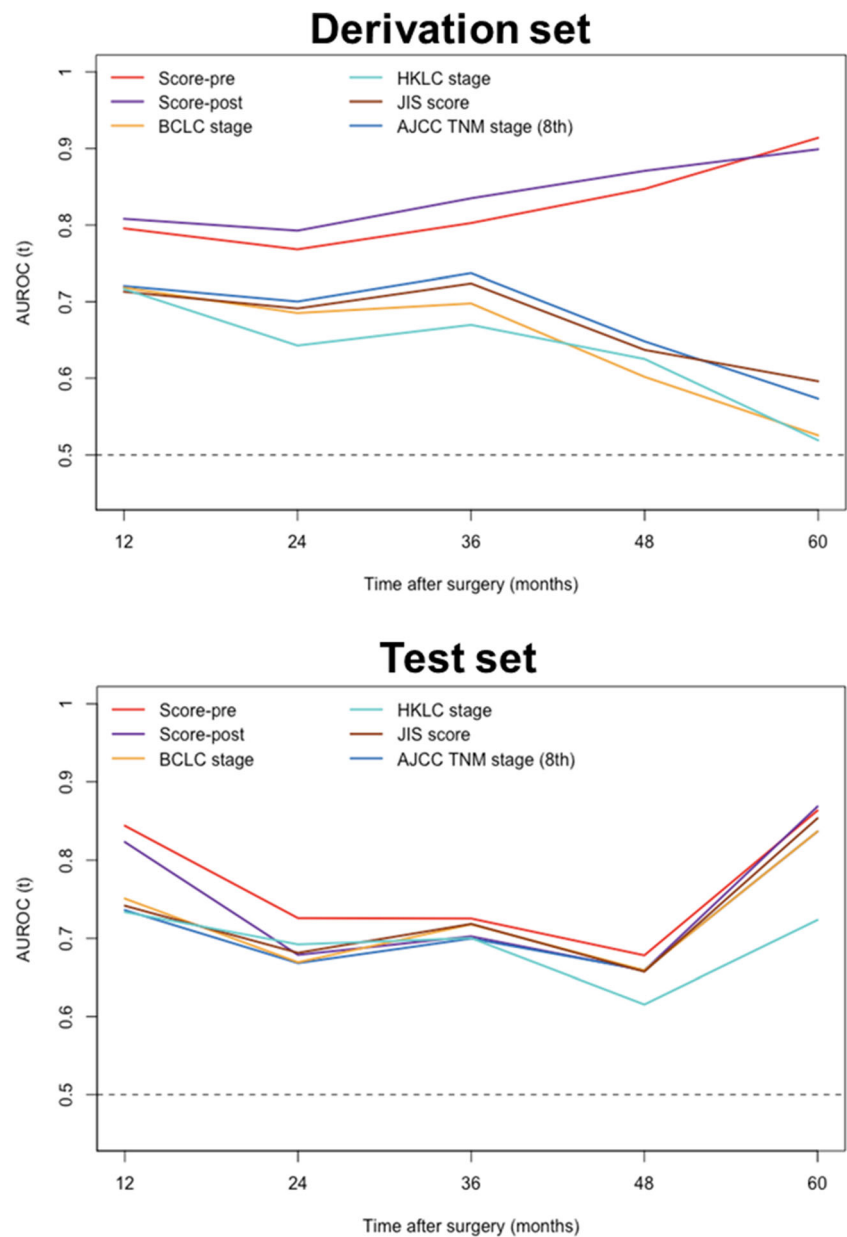 Derivation set
Score-pre
Score-post
BCLC stage
HKLC stage
JIS score
AJCC TNM stage (8th)
AUROC (t)
1
0.9
0.8
0.7
0.6
0.5
12 24 36 48 60
Time after surgery (months)
Test set
Score-pre
Score-post
BCLC stage
HKLC stage
JIS score
AJCC TNM stage (8th)
AUROC (t)
1
0.9
0.8
0.7
0.6
0.5
12 24 36 48 60
Time after surgery (months)